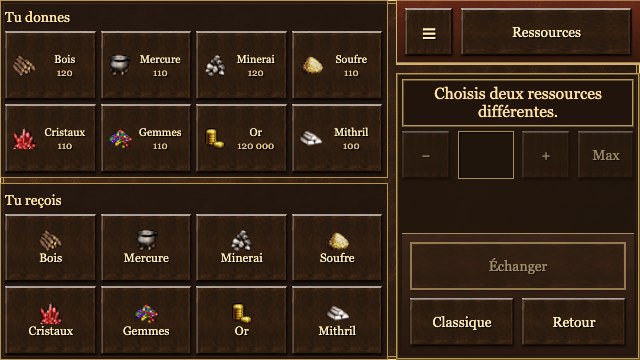 Tu donnes
Bois
120
Mercure
110
Minerai
120
Soufre
110
Cristaux
110
Gemmes
110
Or
120 000
Mithril
100
Tu reçois
Bois
Mercure
Minerai
Soufre
Cristaux
Gemmes
Or
Mithril
≡
Ressources
Choisis deux ressources
différentes.
− + Max
Échanger
Classique
Retour